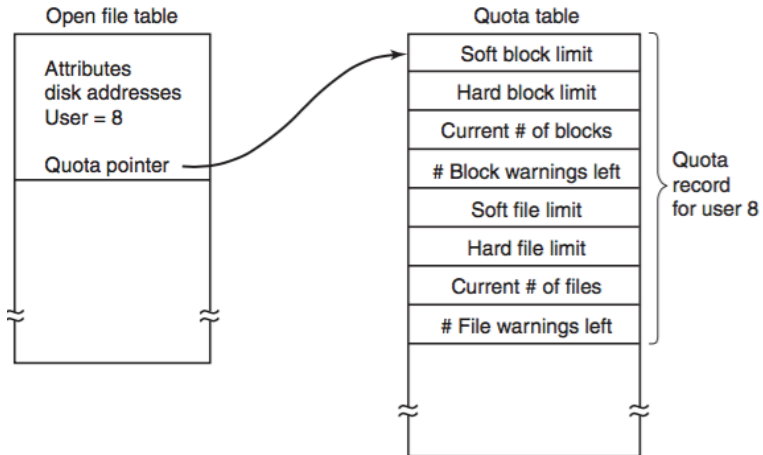 Open file table
Attributes
disk addresses
User = 8
Quota pointer
Quota table
Soft block limit
Hard block limit
Current # of blocks
# Block warnings left
Soft file limit
Hard file limit
Current # of files
# File warnings left
Quota
record
for user 8